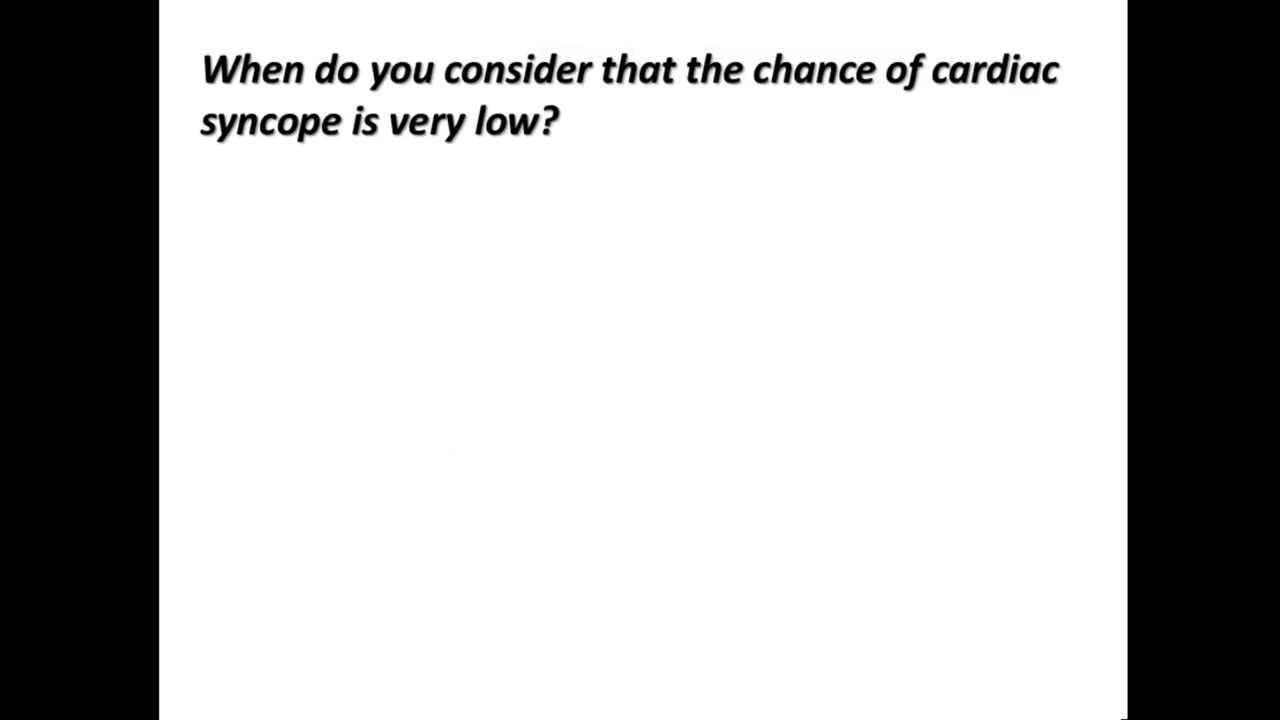 When do you consider that the chance of cardiac
syncope is very low?